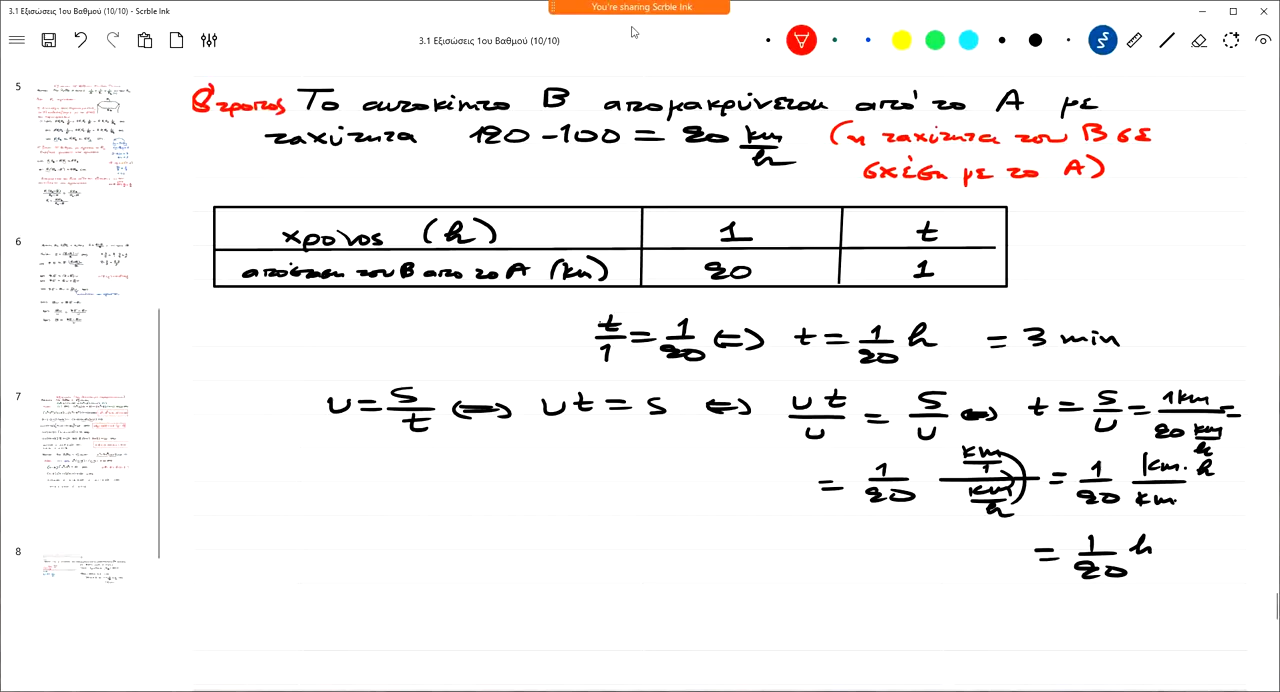 3.1 Εξισώσεις 1ου Βαθμού (10/10) - Scrble Ink
You're sharing Scrble Ink
3.1 Εξισώσεις 1ου Βαθμού (10/10)
5
6
7
8
β' τρόπος Το αυτοκίνητο Β απομακρύνεται από το Α με
ταχύτητα 120 - 100 = 20 km/h (η ταχύτητα του Β σε
σχέση με το Α)
χρόνος (h) 1 t
απόσταση του Β από το Α (km) 20 1
t/1 = 1/20 ⇔ t = 1/20 h = 3 min
υ = s/t ⇔ υt = s ⇔ υt/υ = s/υ ⇔ t = s/υ = 1km/20 km/h =
= 1/20 km/1 / km/h = 1/20 km·h/km
= 1/20 h